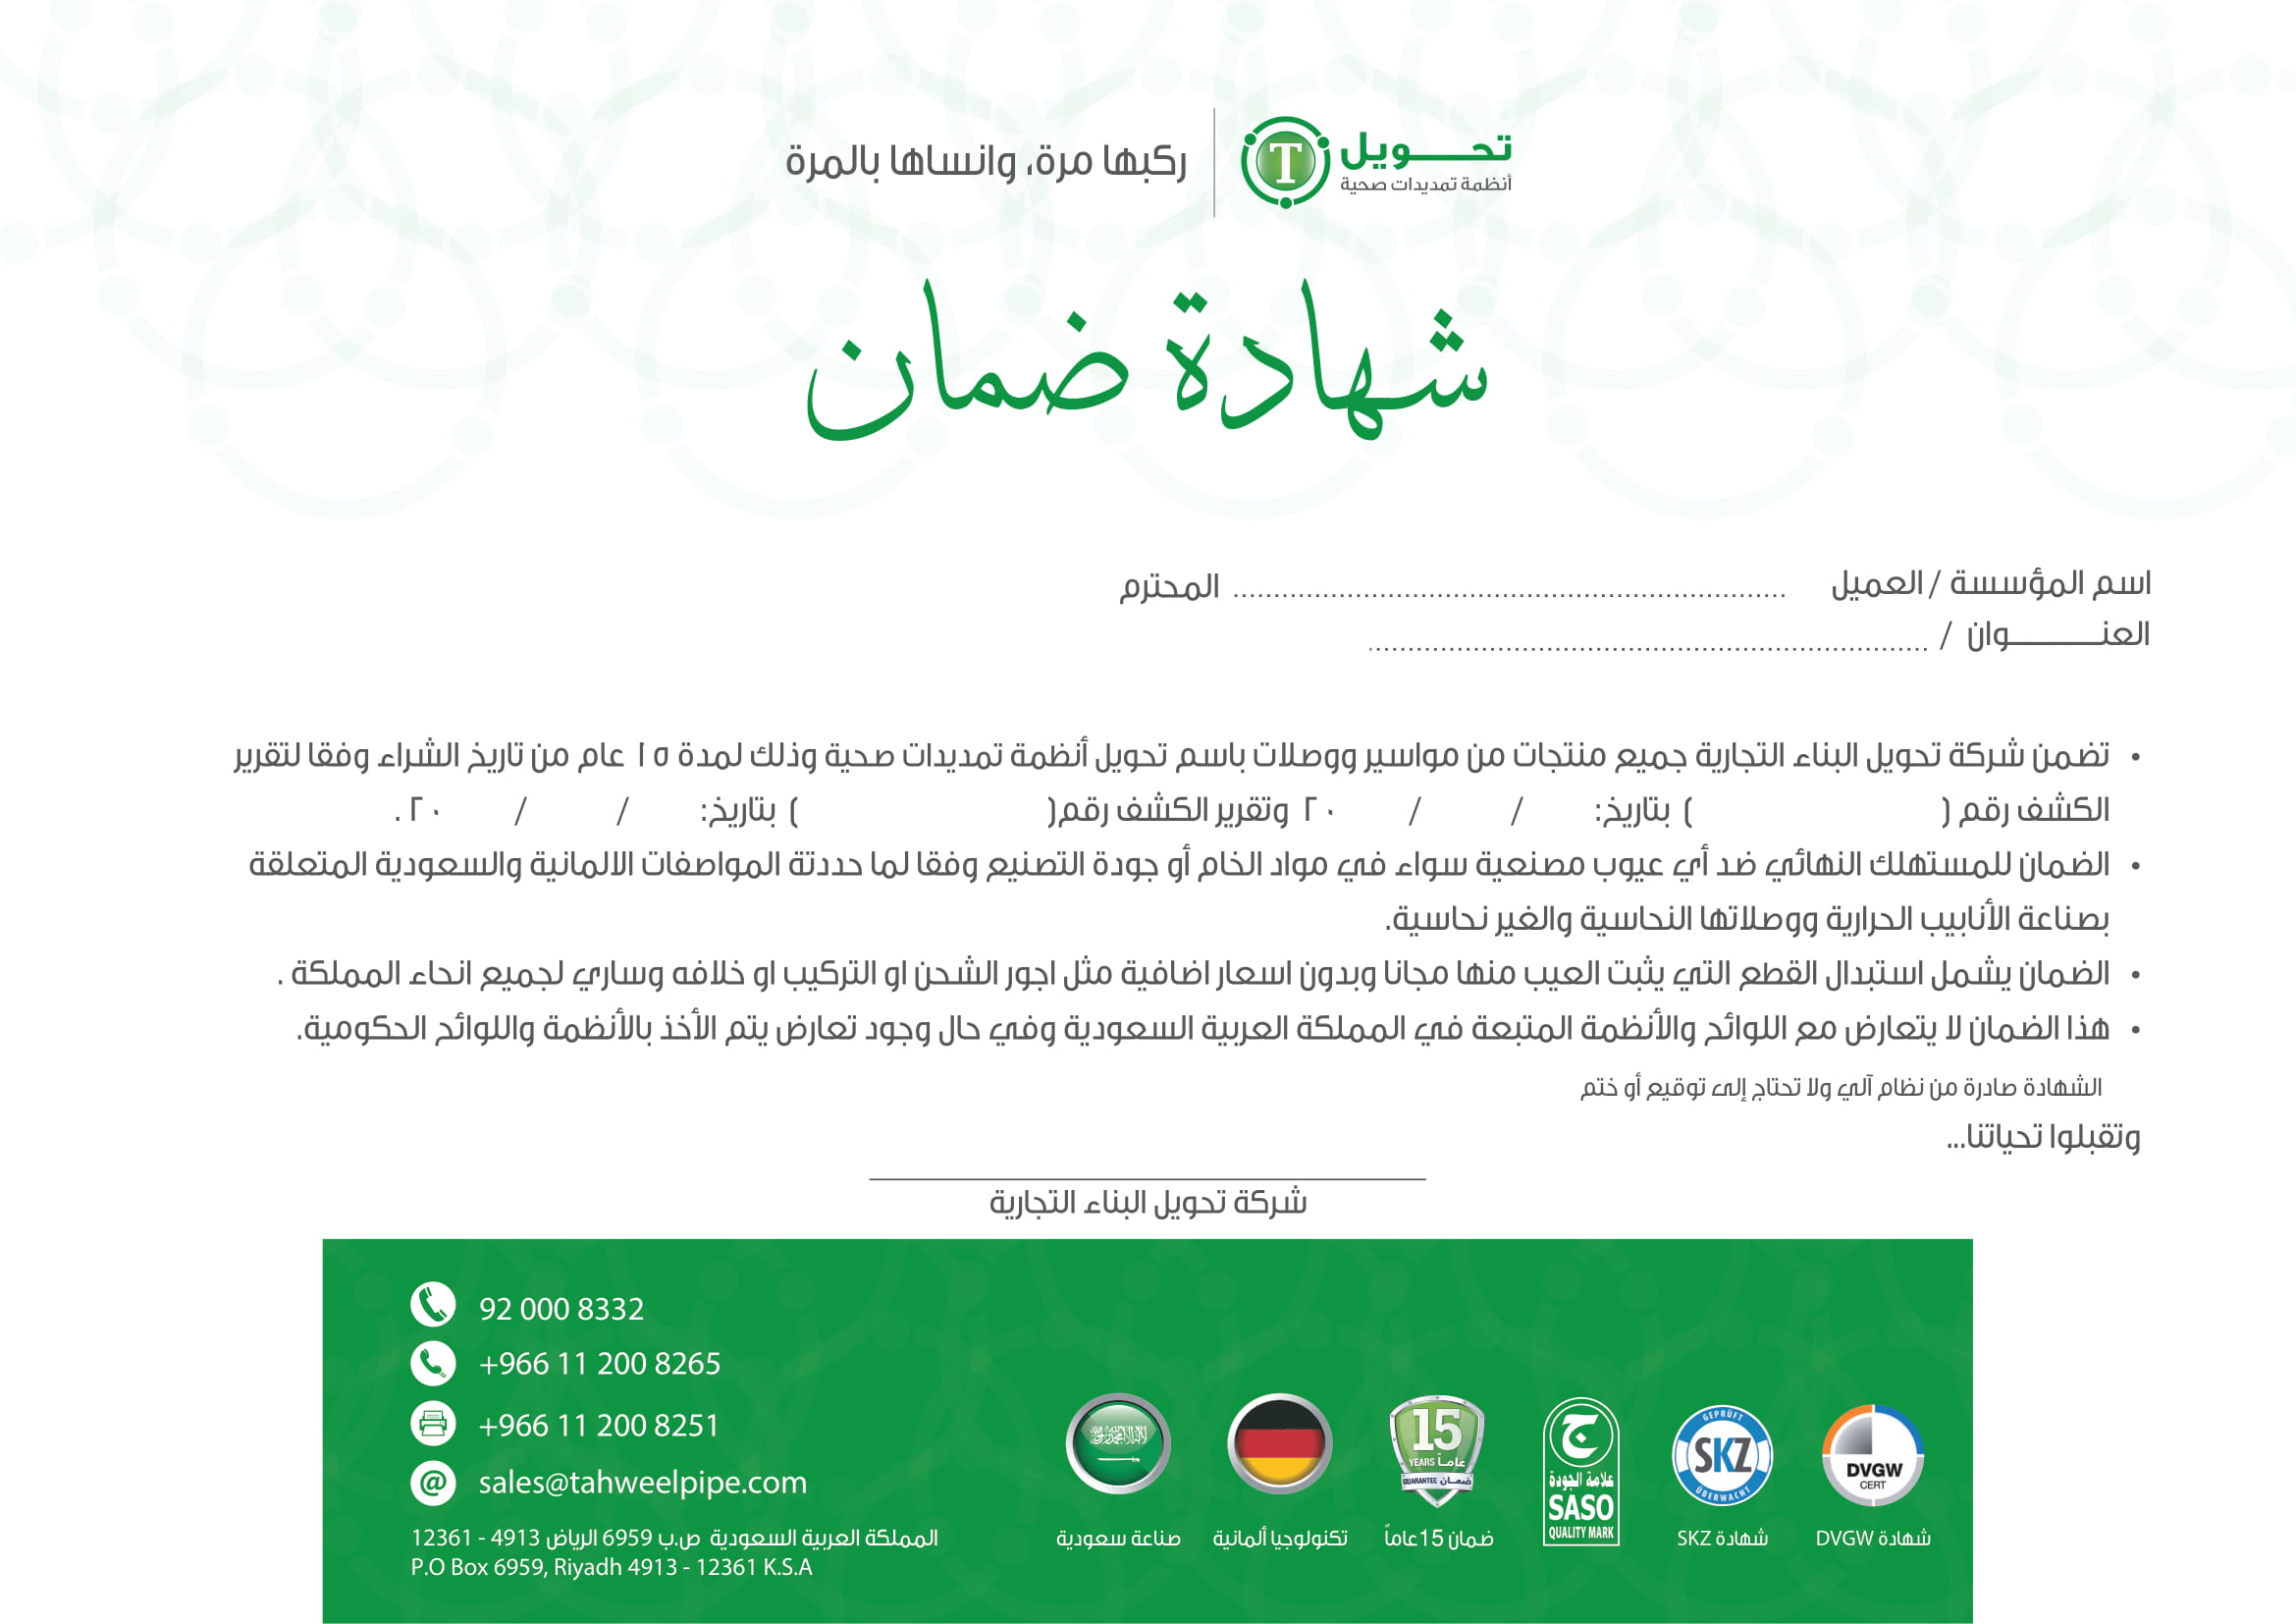 تحـــويل
أنظمة تمديدات صحية
ركبها مرة، وانساها بالمرة
شهادة ضمان
اسم المؤسسة / العميل ...................................................................... المحترم
العنـــــــــوان / ......................................................................
• تضمن شركة تحويل البناء التجارية جميع منتجات من مواسير ووصلات باسم تحويل أنظمة تمديدات صحية وذلك لمدة ١٥ عام من تاريخ الشراء وفقا لتقرير
الكشف رقم ( ) بتاريخ: / / ٢٠ وتقرير الكشف رقم( ) بتاريخ: / / ٢٠ .
• الضمان للمستهلك النهائي ضد أي عيوب مصنعية سواء في مواد الخام أو جودة التصنيع وفقا لما حددتة المواصفات الالمانية والسعودية المتعلقة
بصناعة الأنابيب الحرارية ووصلاتها النحاسية والغير نحاسية.
• الضمان يشمل استبدال القطع التي يثبت العيب منها مجانا وبدون اسعار اضافية مثل اجور الشحن او التركيب او خلافه وساري لجميع انحاء المملكة .
• هذا الضمان لا يتعارض مع اللوائح والأنظمة المتبعة في المملكة العربية السعودية وفي حال وجود تعارض يتم الأخذ بالأنظمة واللوائح الحكومية.
الشهادة صادرة من نظام آلي ولا تحتاج إلى توقيع أو ختم
وتقبلوا تحياتنا...
شركة تحويل البناء التجارية
92 000 8332
+966 11 200 8265
+966 11 200 8251
sales@tahweelpipe.com
المملكة العربية السعودية ص.ب 6959 الرياض 4913 - 12361
P.O Box 6959, Riyadh 4913 - 12361 K.S.A
DVGW
CERT
شهادة DVGW
GEPRÜFT
SKZ
ÜBERWACHT
شهادة SKZ
ج
علامة الجودة
SASO
QUALITY MARK
15
YEARS عاماً
GUARANTEE ضمان
ضمان 15عاماً
تكنولوجيا ألمانية
لا إله إلا الله محمد رسول الله
صناعة سعودية